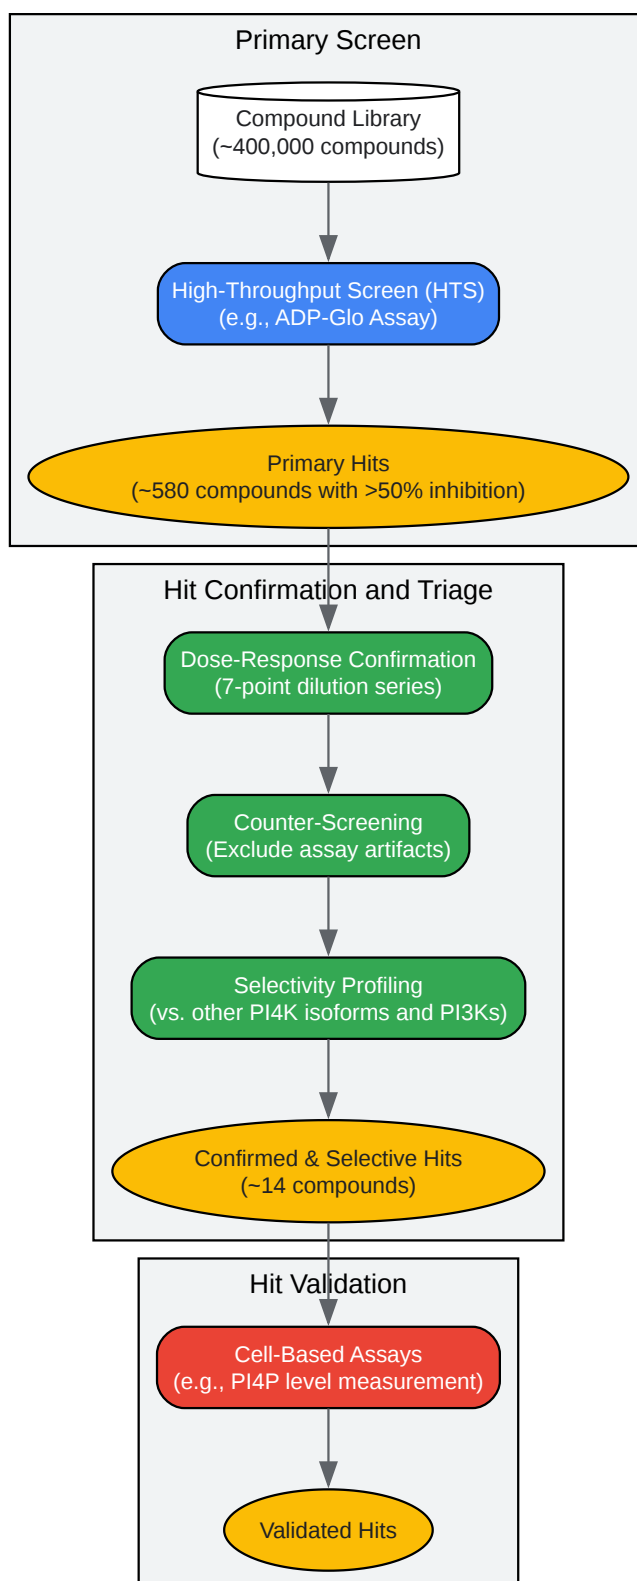 Primary Screen
Compound Library
(~400,000 compounds)
High-Throughput Screen (HTS)
(e.g., ADP-Glo Assay)
Primary Hits
(~580 compounds with >50% inhibition)
Hit Confirmation and Triage
Dose-Response Confirmation
(7-point dilution series)
Counter-Screening
(Exclude assay artifacts)
Selectivity Profiling
(vs. other PI4K isoforms and PI3Ks)
Confirmed & Selective Hits
(~14 compounds)
Hit Validation
Cell-Based Assays
(e.g., PI4P level measurement)
Validated Hits